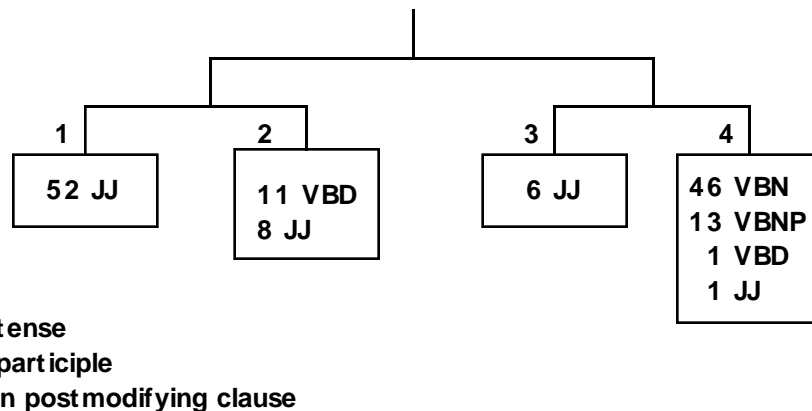 1 2 3 4
52 JJ
11 VBD
8 JJ
6 JJ
46 VBN
13 VBNP
1 VBD
1 JJ
tense
participle
n postmodifying clause